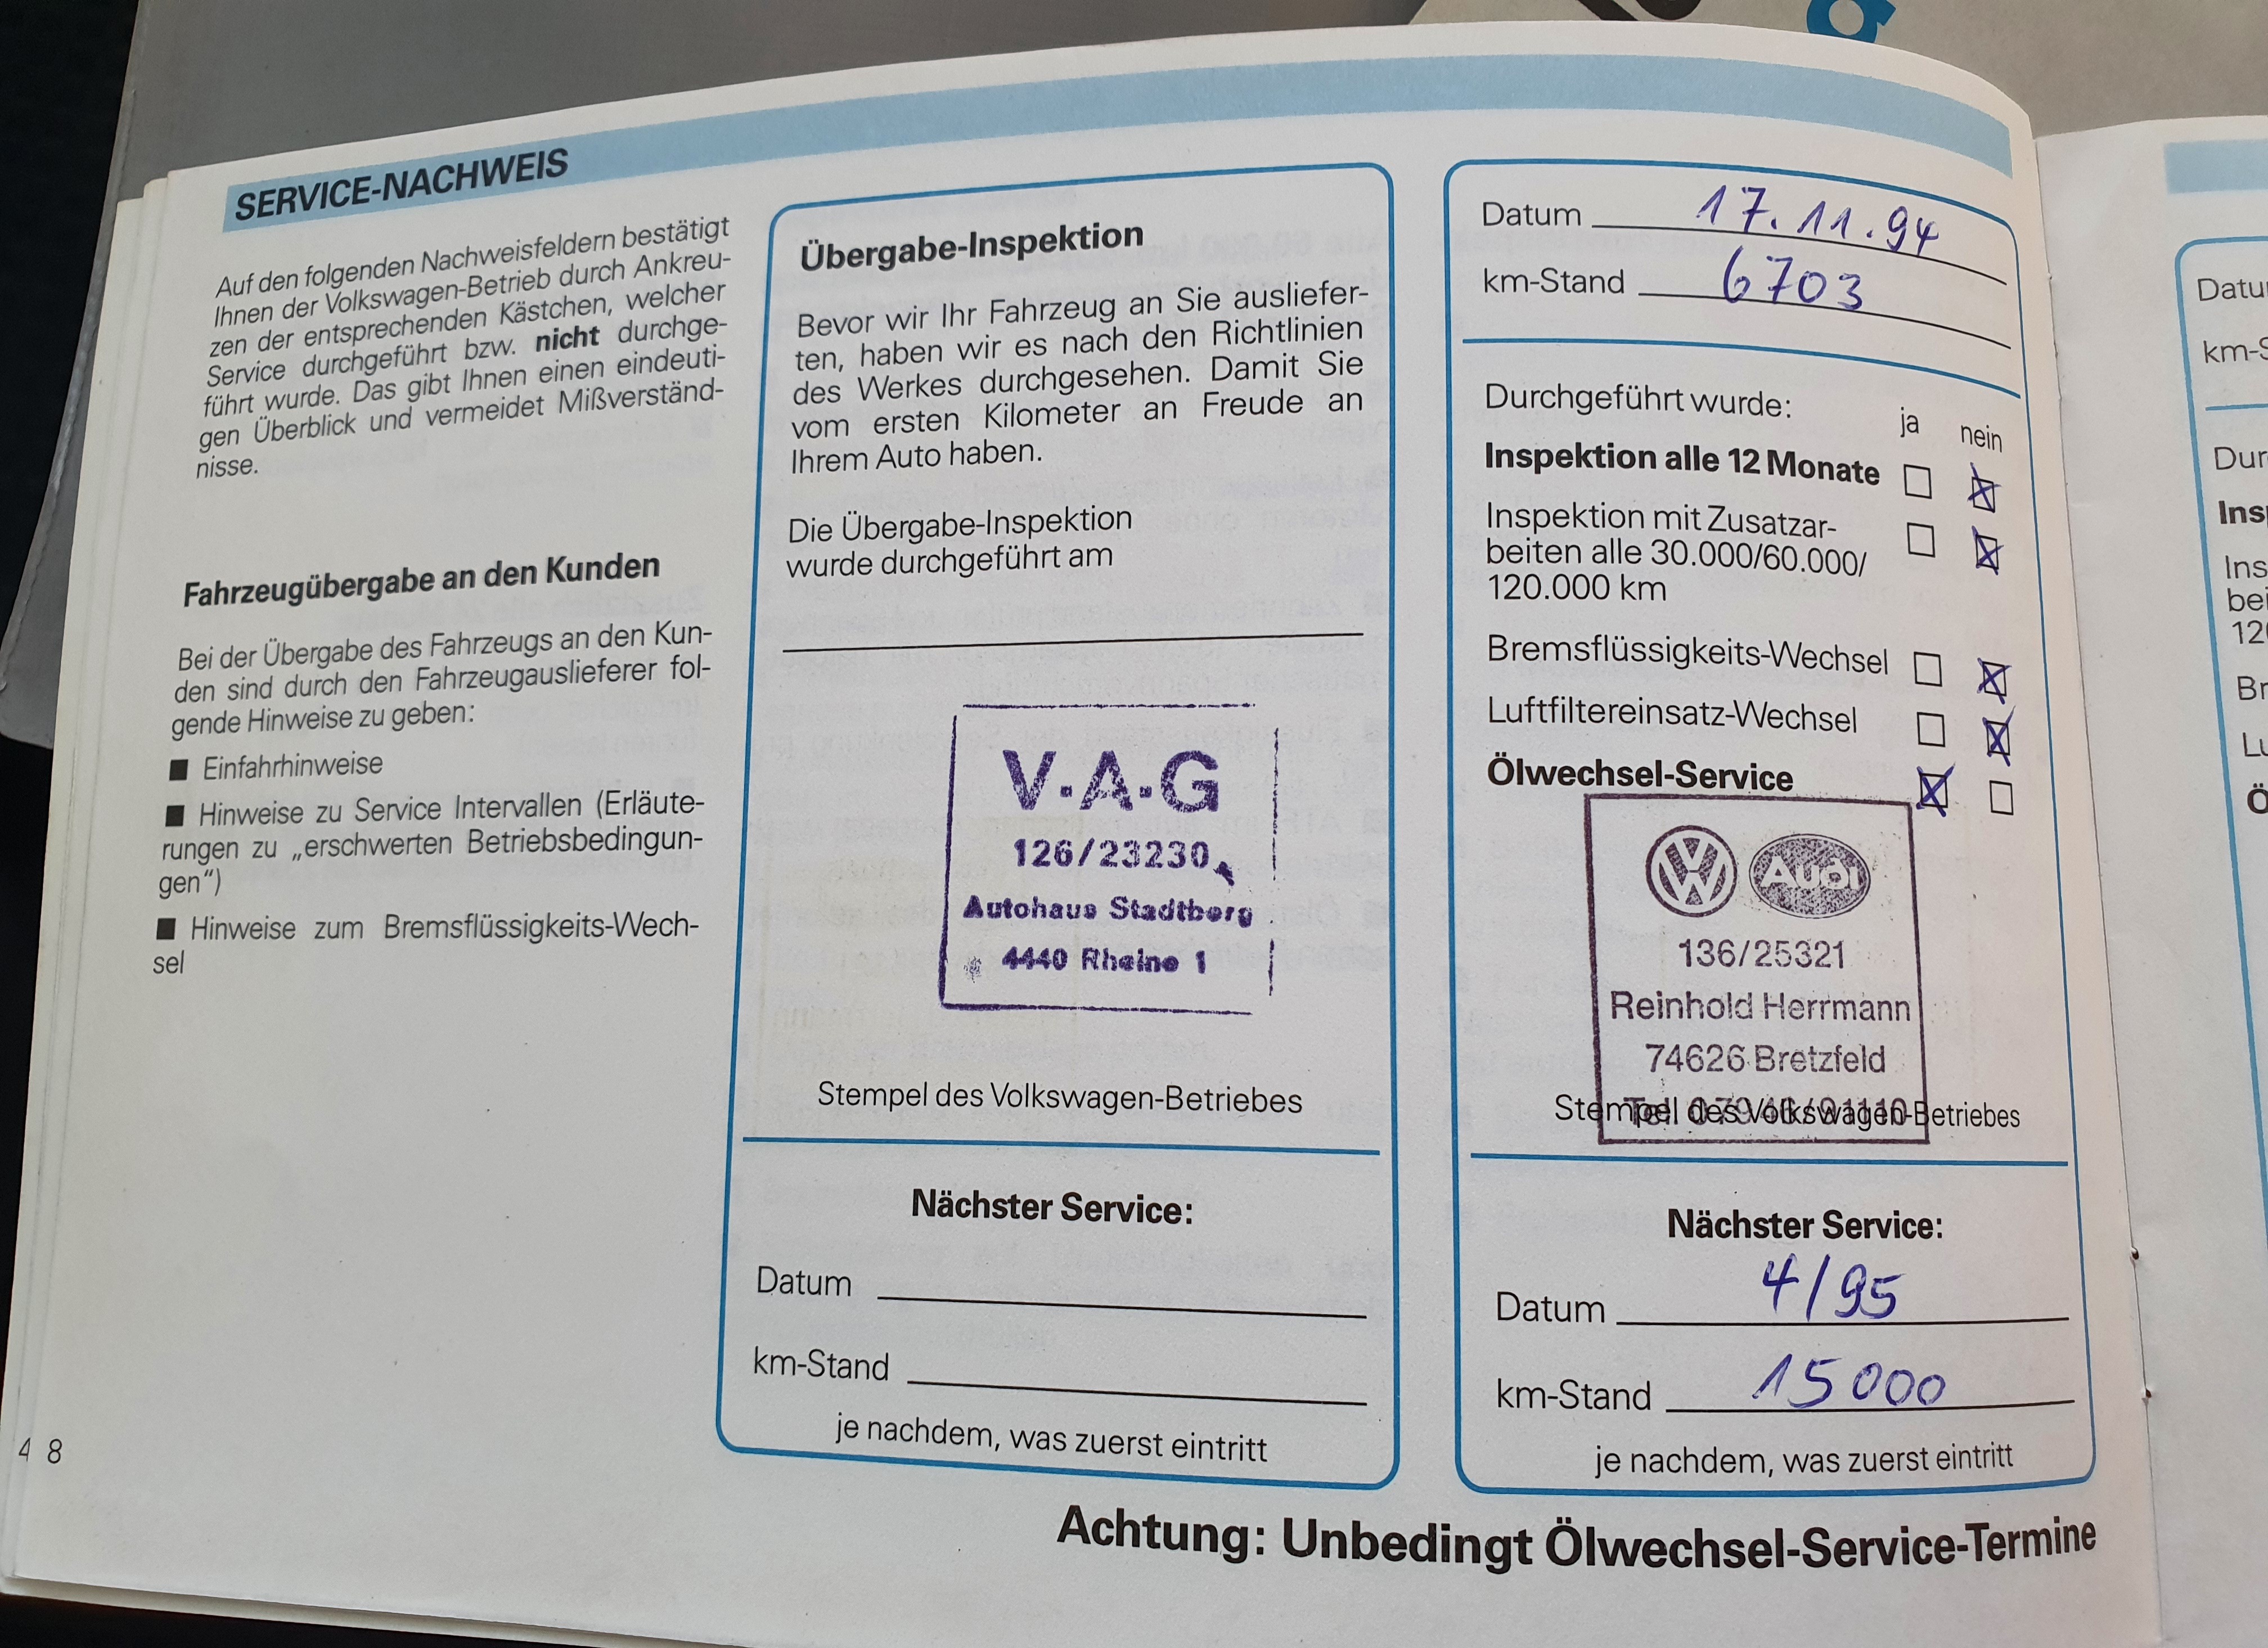 SERVICE-NACHWEIS
Auf den folgenden Nachweisfeldern bestätigt
Ihnen der Volkswagen-Betrieb durch Ankreu-
zen der entsprechenden Kästchen, welcher
Service durchgeführt bzw. nicht durchge-
führt wurde. Das gibt Ihnen einen eindeuti-
gen Überblick und vermeidet Mißverständ-
nisse.
Fahrzeugübergabe an den Kunden
Bei der Übergabe des Fahrzeugs an den Kun-
den sind durch den Fahrzeugauslieferer fol-
gende Hinweise zu geben:
■ Einfahrhinweise
■ Hinweise zu Service Intervallen (Erläute-
rungen zu „erschwerten Betriebsbedingun-
gen“)
■ Hinweise zum Bremsflüssigkeits-Wech-
sel
48
Übergabe-Inspektion
Bevor wir Ihr Fahrzeug an Sie ausliefer-
ten, haben wir es nach den Richtlinien
des Werkes durchgesehen. Damit Sie
vom ersten Kilometer an Freude an
Ihrem Auto haben.
Die Übergabe-Inspektion
wurde durchgeführt am
V·A·G
126/23230
Autohaus Stadtberg
4440 Rheine 1
Stempel des Volkswagen-Betriebes
Nächster Service:
Datum
km-Stand
je nachdem, was zuerst eintritt
Datum 17.11.94
km-Stand 6703
Durchgeführt wurde: ja nein
Inspektion alle 12 Monate
Inspektion mit Zusatzar-
beiten alle 30.000/60.000/
120.000 km
Bremsflüssigkeits-Wechsel
Luftfiltereinsatz-Wechsel
Ölwechsel-Service
VW Audi
136/25321
Reinhold Herrmann
74626 Bretzfeld
Tel. 07946/91110
Stempel des Volkswagen-Betriebes
Nächster Service:
Datum 4/95
km-Stand 15000
je nachdem, was zuerst eintritt
Achtung: Unbedingt Ölwechsel-Service-Termine